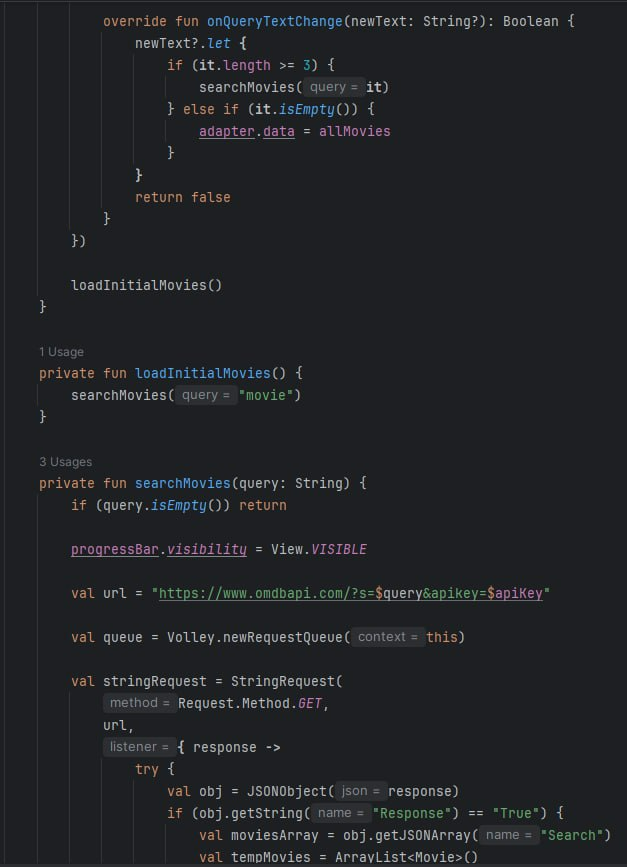 override fun onQueryTextChange(newText: String?): Boolean {
newText?.let {
if (it.length >= 3) {
searchMovies( query = it)
} else if (it.isEmpty()) {
adapter.data = allMovies
}
}
return false
}
})
loadInitialMovies()
}
1 Usage
private fun loadInitialMovies() {
searchMovies( query = "movie")
}
3 Usages
private fun searchMovies(query: String) {
if (query.isEmpty()) return
progressBar.visibility = View.VISIBLE
val url = "https://www.omdbapi.com/?s=$query&apikey=$apiKey"
val queue = Volley.newRequestQueue( context = this)
val stringRequest = StringRequest(
method = Request.Method.GET,
url,
listener = { response ->
try {
val obj = JSONObject( json = response)
if (obj.getString( name = "Response") == "True") {
val moviesArray = obj.getJSONArray( name = "Search")
val tempMovies = ArrayList<Movie>()